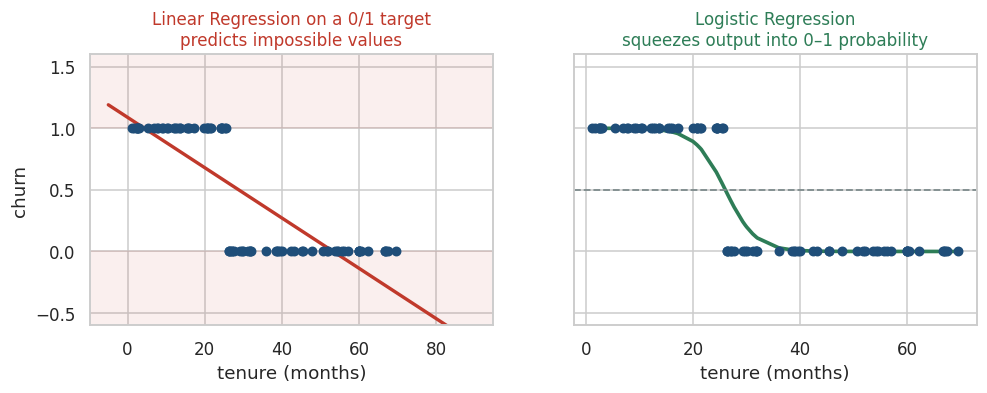 Linear Regression on a 0/1 target
predicts impossible values
1.5
1.0
0.5
0.0
−0.5
churn
0 20 40 60 80
tenure (months)
Logistic Regression
squeezes output into 0–1 probability
0 20 40 60
tenure (months)